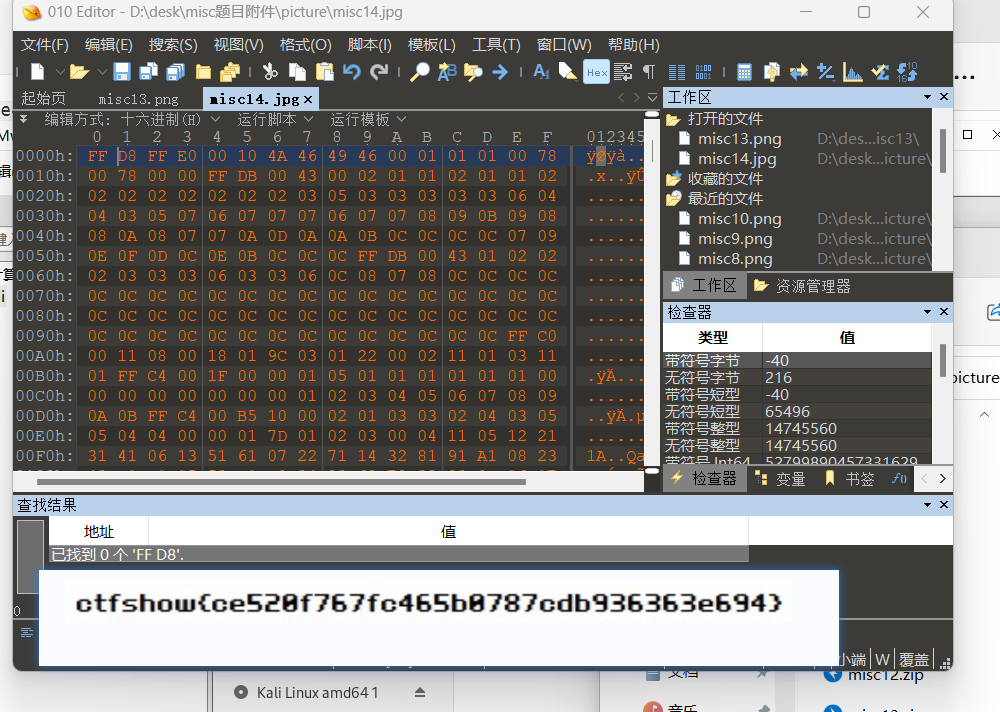 010 Editor - D:\desk\misc题目附件\picture\misc14.jpg
文件(F) 编辑(E) 搜索(S) 视图(V) 格式(O) 脚本(I) 模板(L) 工具(T) 窗口(W) 帮助(H)
Hex
起始页 misc13.png misc14.jpg ×
编辑方式: 十六进制(H) 运行脚本 运行模板
0 1 2 3 4 5 6 7 8 9 A B C D E F 012345
0000h: FF D8 FF E0 00 10 4A 46 49 46 00 01 01 01 00 78 ÿØÿà..
0010h: 00 78 00 00 FF DB 00 43 00 02 01 01 02 01 01 02 .x..ÿÛ
0020h: 02 02 02 02 02 02 02 03 05 03 03 03 03 03 06 04 ......
0030h: 04 03 05 07 06 07 07 07 06 07 07 08 09 0B 09 08 ......
0040h: 08 0A 08 07 07 0A 0D 0A 0A 0B 0C 0C 0C 0C 07 09 ......
0050h: 0E 0F 0D 0C 0E 0B 0C 0C 0C FF DB 00 43 01 02 02 ......
0060h: 02 03 03 03 06 03 03 06 0C 08 07 08 0C 0C 0C 0C ......
0070h: 0C 0C 0C 0C 0C 0C 0C 0C 0C 0C 0C 0C 0C 0C 0C 0C ......
0080h: 0C 0C 0C 0C 0C 0C 0C 0C 0C 0C 0C 0C 0C 0C 0C 0C ......
0090h: 0C 0C 0C 0C 0C 0C 0C 0C 0C 0C 0C 0C 0C 0C FF C0 ......
00A0h: 00 11 08 00 18 01 9C 03 01 22 00 02 11 01 03 11 ......
00B0h: 01 FF C4 00 1F 00 00 01 05 01 01 01 01 01 01 00 .ÿÄ...
00C0h: 00 00 00 00 00 00 00 01 02 03 04 05 06 07 08 09 ......
00D0h: 0A 0B FF C4 00 B5 10 00 02 01 03 03 02 04 03 05 ..ÿÄ.µ
00E0h: 05 04 04 00 00 01 7D 01 02 03 00 04 11 05 12 21 ......
00F0h: 31 41 06 13 51 61 07 22 71 14 32 81 91 A1 08 23 1A..Qa
工作区
打开的文件
misc13.png D:\des...isc13\
misc14.jpg D:\desk...icture\
收藏的文件
最近的文件
misc10.png D:\desk...icture\
misc9.png D:\desk...icture\
misc8.png D:\desk...icture\
工作区 资源管理器
检查器
类型 值
带符号字节 -40
无符号字节 216
带符号短型 -40
无符号短型 65496
带符号整型 14745560
无符号整型 14745560
带符号 Int64 52799890457331629
检查器 变量 书签 f()
查找结果
地址 值
已找到 0 个 'FF D8'.
0
ctfshow{ce520f767fc465b0787cdb936363e694}
小端 W 覆盖
Kali Linux amd64 1
文档
音乐
misc12.zip
picture